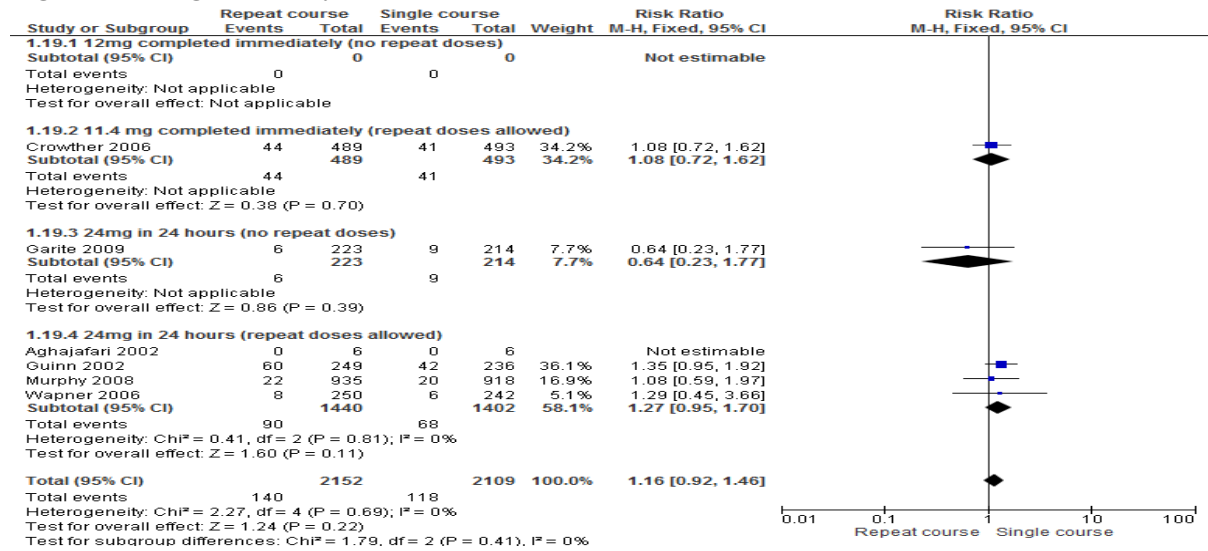 Repeat course Single course Risk Ratio Risk Ratio
Study or Subgroup Events Total Events Total Weight M-H, Fixed, 95% CI M-H, Fixed, 95% CI
1.19.1 12mg completed immediately (no repeat doses)
Subtotal (95% CI) 0 0 Not estimable
Total events 0 0
Heterogeneity: Not applicable
Test for overall effect: Not applicable
1.19.2 11.4 mg completed immediately (repeat doses allowed)
Crowther 2006 44 489 41 493 34.2% 1.08 [0.72, 1.62]
Subtotal (95% CI) 489 493 34.2% 1.08 [0.72, 1.62]
Total events 44 41
Heterogeneity: Not applicable
Test for overall effect: Z = 0.38 (P = 0.70)
1.19.3 24mg in 24 hours (no repeat doses)
Garite 2009 6 223 9 214 7.7% 0.64 [0.23, 1.77]
Subtotal (95% CI) 223 214 7.7% 0.64 [0.23, 1.77]
Total events 6 9
Heterogeneity: Not applicable
Test for overall effect: Z = 0.86 (P = 0.39)
1.19.4 24mg in 24 hours (repeat doses allowed)
Aghajafari 2002 0 6 0 6 Not estimable
Guinn 2002 60 249 42 236 36.1% 1.35 [0.95, 1.92]
Murphy 2008 22 935 20 918 16.9% 1.08 [0.59, 1.97]
Wapner 2006 8 250 6 242 5.1% 1.29 [0.45, 3.66]
Subtotal (95% CI) 1440 1402 58.1% 1.27 [0.95, 1.70]
Total events 90 68
Heterogeneity: Chi² = 0.41, df = 2 (P = 0.81); I² = 0%
Test for overall effect: Z = 1.60 (P = 0.11)
Total (95% CI) 2152 2109 100.0% 1.16 [0.92, 1.46]
Total events 140 118
Heterogeneity: Chi² = 2.27, df = 4 (P = 0.69); I² = 0%
Test for overall effect: Z = 1.24 (P = 0.22)
Test for subgroup differences: Chi² = 1.79, df = 2 (P = 0.41), I² = 0%
0.01 0.1 1 10 100
Repeat course Single course